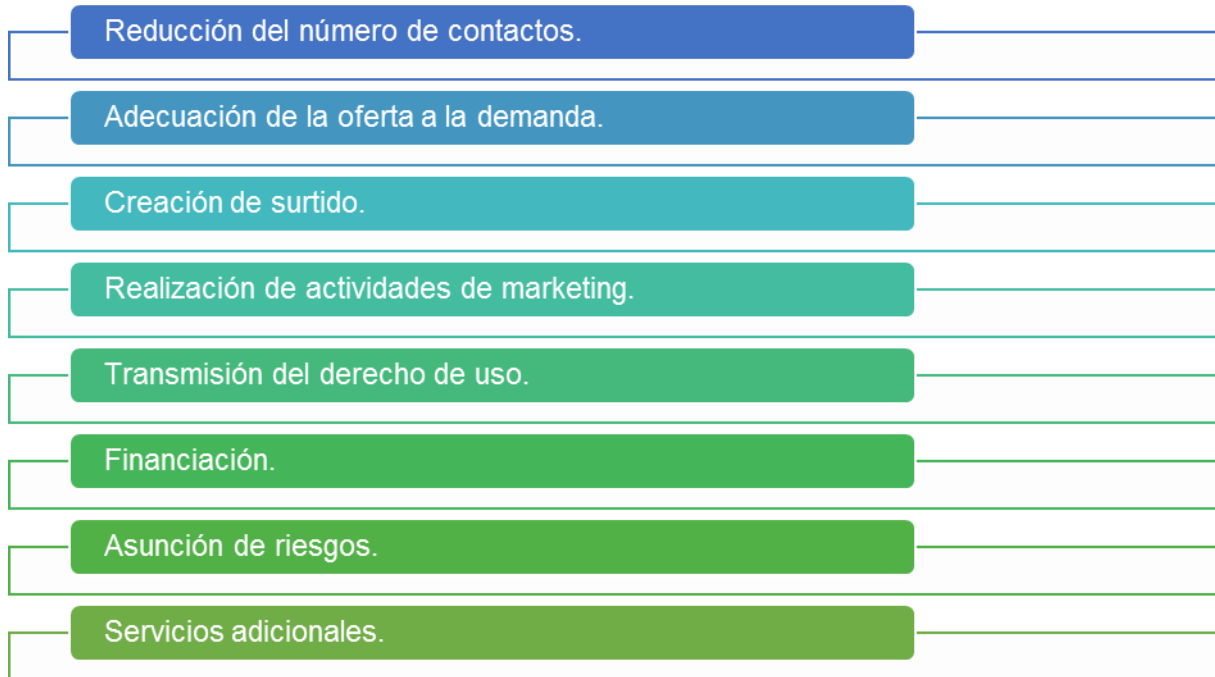 Reducción del número de contactos.
Adecuación de la oferta a la demanda.
Creación de surtido.
Realización de actividades de marketing.
Transmisión del derecho de uso.
Financiación.
Asunción de riesgos.
Servicios adicionales.